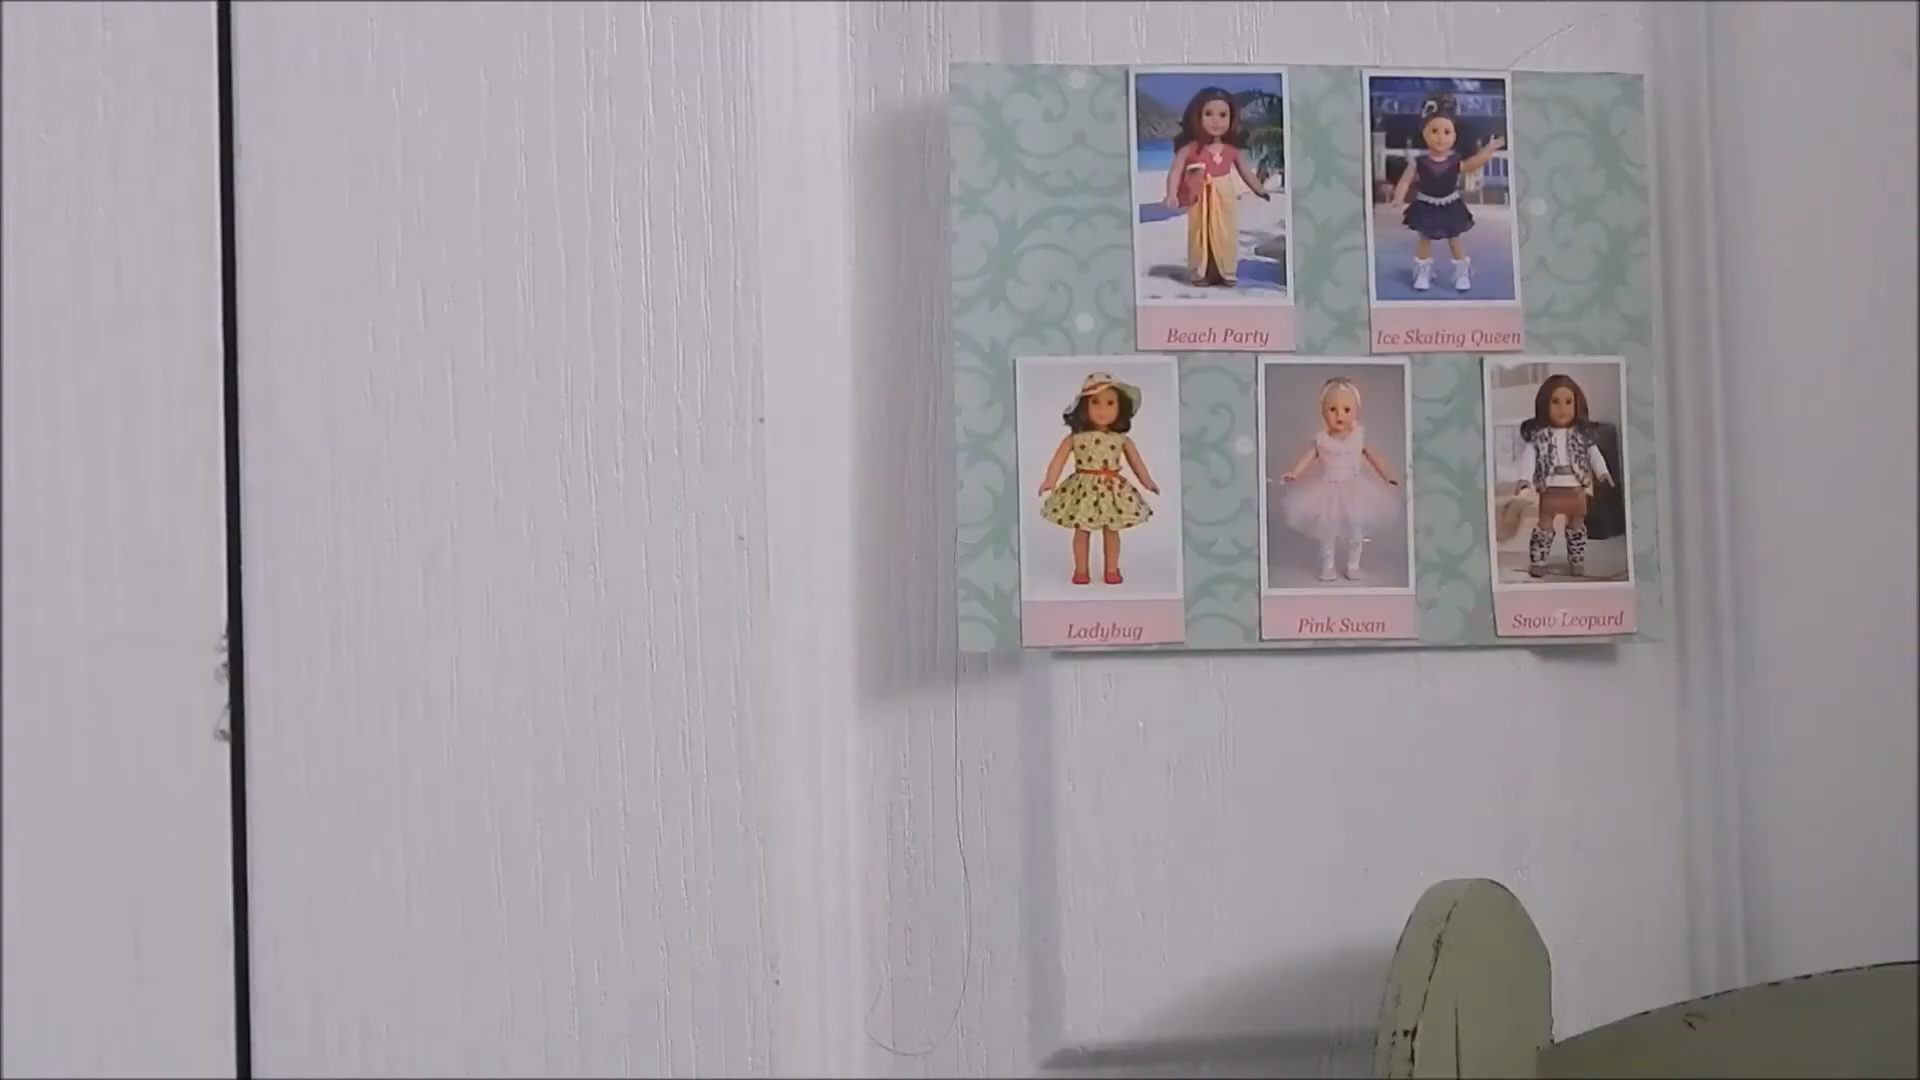 Beach Party
Ice Skating Queen
Ladybug
Pink Swan
Snow Leopard